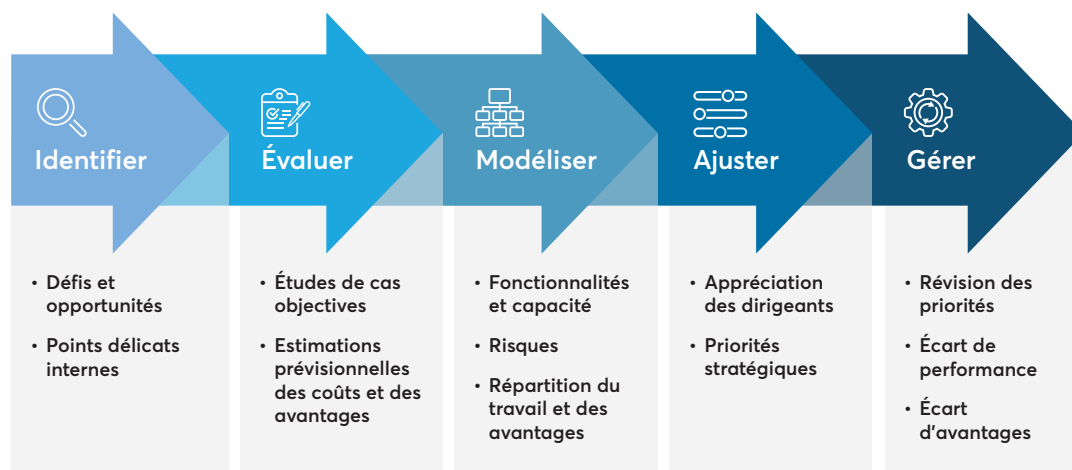 Identifier
• Défis et
opportunités
• Points délicats
internes
Évaluer
• Études de cas
objectives
• Estimations
prévisionnelles
des coûts et des
avantages
Modéliser
• Fonctionnalités
et capacité
• Risques
• Répartition du
travail et des
avantages
Ajuster
• Appréciation
des dirigeants
• Priorités
stratégiques
Gérer
• Révision des
priorités
• Écart de
performance
• Écart
d'avantages